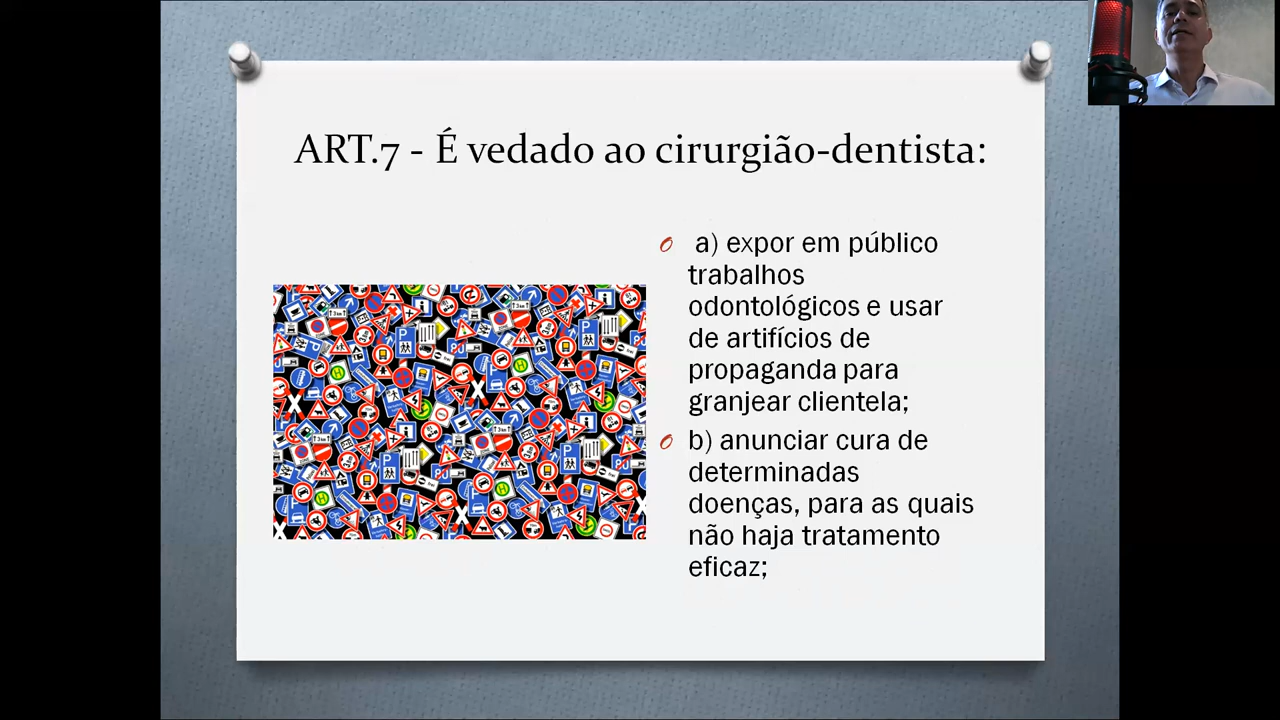 ART.7 - É vedado ao cirurgião-dentista:
a) expor em público
trabalhos
odontológicos e usar
de artifícios de
propaganda para
granjear clientela;
b) anunciar cura de
determinadas
doenças, para as quais
não haja tratamento
eficaz;